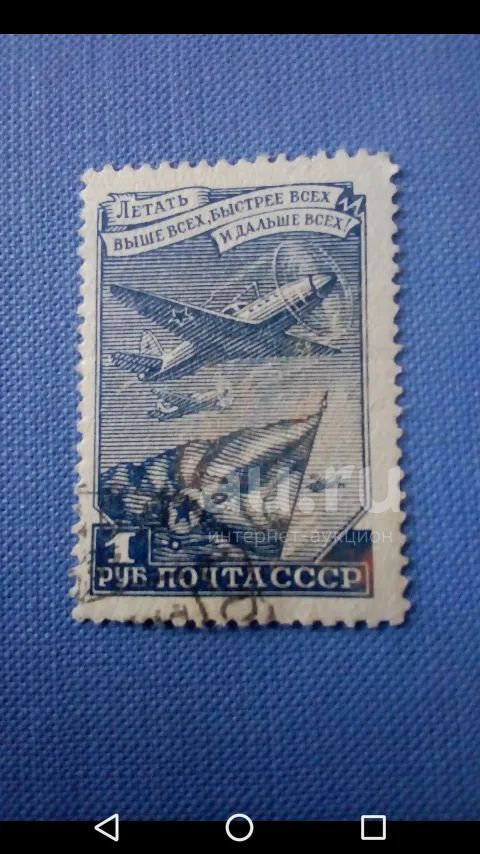 ЛЕТАТЬ
ВЫШЕ ВСЕХ, БЫСТРЕЕ ВСЕХ
И ДАЛЬШЕ ВСЕХ!
au.ru
интернет-аукцион
1
РУБ ПОЧТА СССР